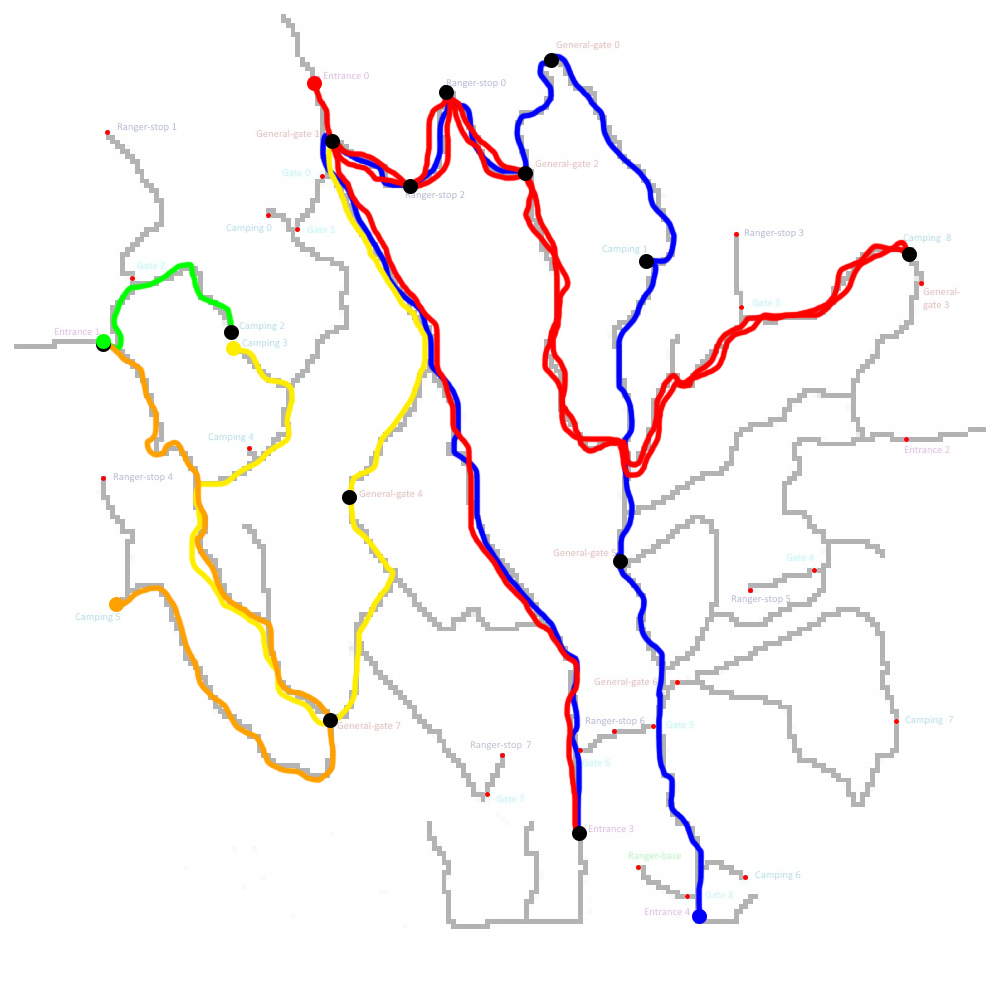 General-gate 0
Entrance 0
Ranger-stop 0
Ranger-stop 1
General-gate 1
General-gate 2
Gate 0
Ranger-stop 2
Camping 0
Gate 1
Ranger-stop 3
Camping 8
Camping 1
Gate 2
General-
gate 3
Gate 3
Entrance 1
Camping 2
Camping 3
Camping 4
Entrance 2
Ranger-stop 4
General-gate 4
General-gate 5
Gate 4
Ranger-stop 5
Camping 5
General-gate 6
Ranger-stop 6
Gate 5
Camping 7
General-gate 7
Ranger-stop 7
Gate 6
Gate 7
Entrance 3
Ranger-base
Camping 6
Gate 8
Entrance 4